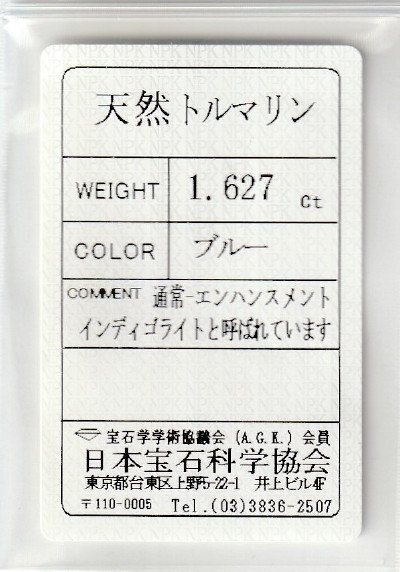 天然トルマリン
WEIGHT 1.627 ct
COLOR ブルー
COMMENT 通常-エンハンスメント
インディゴライトと呼ばれています
宝石学学術協議会 (A.G.K.) 会員
日本宝石科学協会
東京都台東区上野5-22-1 井上ビル4F
〒110-0005 Tel.(03)3836-2507